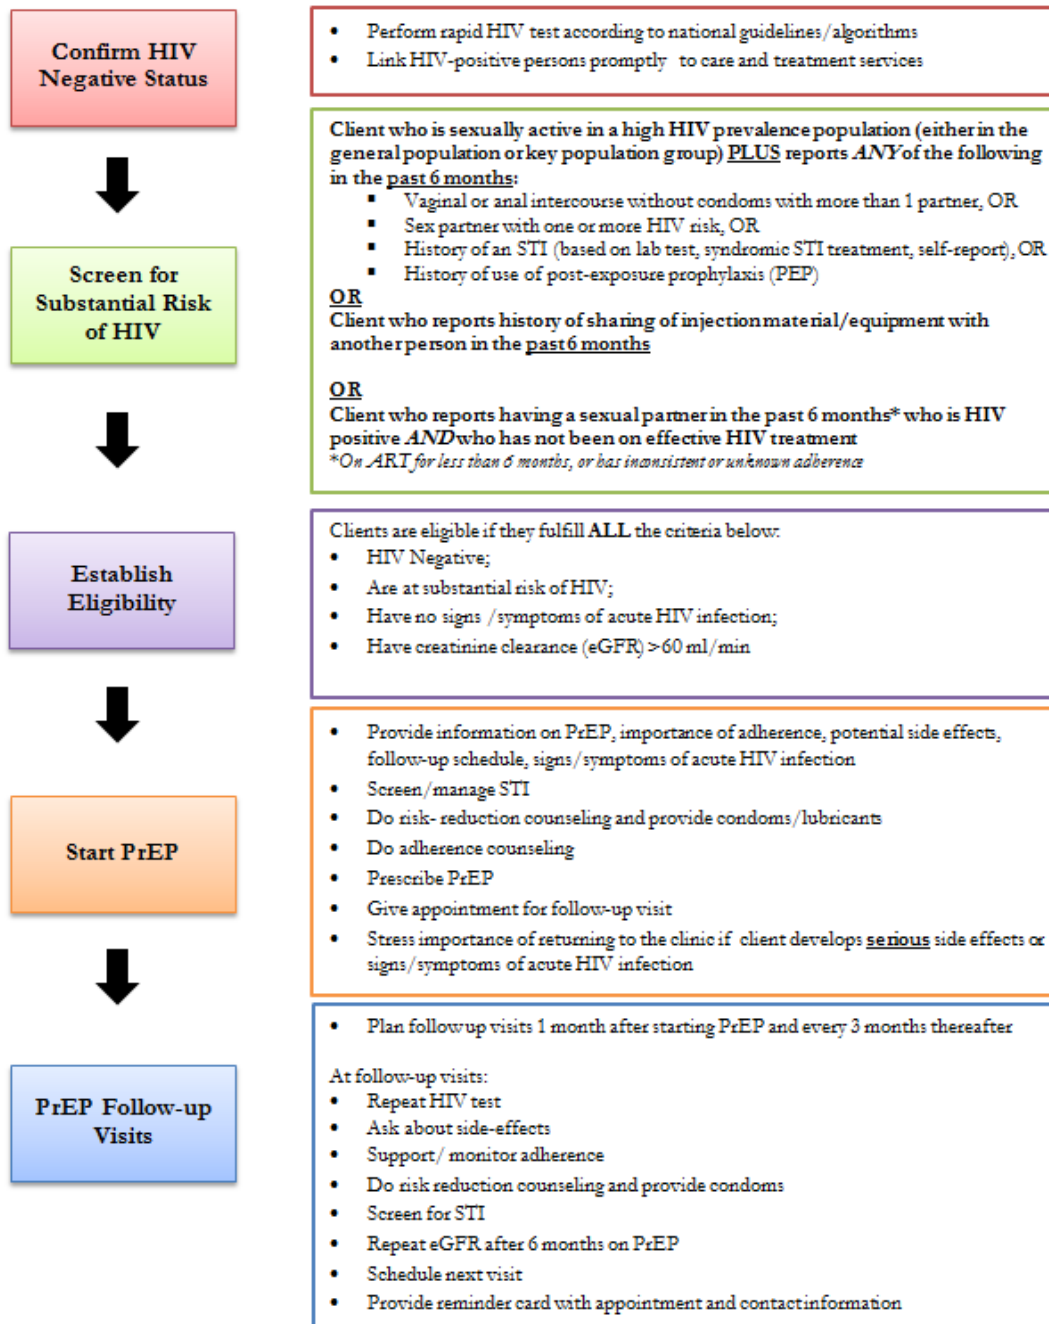 Confirm HIV
Negative Status
• Perform rapid HIV test according to national guidelines/algorithms
• Link HIV-positive persons promptly to care and treatment services
Screen for
Substantial Risk
of HIV
Client who is sexually active in a high HIV prevalence population (either in the
general population or key population group) PLUS reports ANY of the following
in the past 6 months:
▪ Vaginal or anal intercourse without condoms with more than 1 partner, OR
▪ Sex partner with one or more HIV risk, OR
▪ History of an STI (based on lab test, syndromic STI treatment, self-report), OR
▪ History of use of post-exposure prophylaxis (PEP)
OR
Client who reports history of sharing of injection material/equipment with
another person in the past 6 months
OR
Client who reports having a sexual partner in the past 6 months* who is HIV
positive AND who has not been on effective HIV treatment
*On ART for less than 6 months, or has inconsistent or unknown adherence
Establish
Eligibility
Clients are eligible if they fulfill ALL the criteria below:
• HIV Negative;
• Are at substantial risk of HIV;
• Have no signs /symptoms of acute HIV infection;
• Have creatinine clearance (eGFR) >60 ml/min
Start PrEP
• Provide information on PrEP, importance of adherence, potential side effects,
follow-up schedule, signs/symptoms of acute HIV infection
• Screen/manage STI
• Do risk- reduction counseling and provide condoms/lubricants
• Do adherence counseling
• Prescribe PrEP
• Give appointment for follow-up visit
• Stress importance of returning to the clinic if client develops serious side effects or
signs/symptoms of acute HIV infection
PrEP Follow-up
Visits
• Plan follow up visits 1 month after starting PrEP and every 3 months thereafter
At follow-up visits:
• Repeat HIV test
• Ask about side-effects
• Support/ monitor adherence
• Do risk reduction counseling and provide condoms
• Screen for STI
• Repeat eGFR after 6 months on PrEP
• Schedule next visit
• Provide reminder card with appointment and contact information